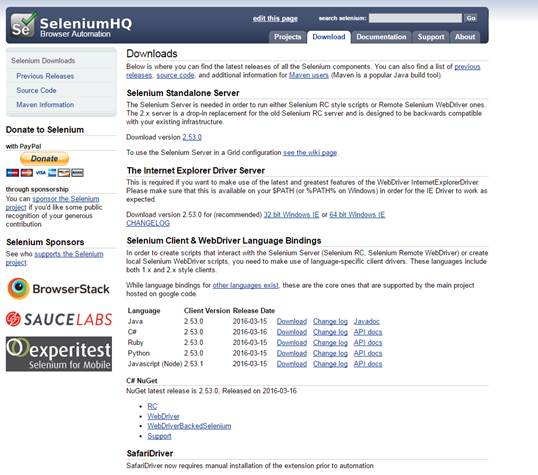 SeleniumHQ
Browser Automation
edit this page
search selenium:
Go
Projects
Download
Documentation
Support
About
Selenium Downloads
Previous Releases
Source Code
Maven Information
Donate to Selenium
with PayPal
Donate
through sponsorship
You can sponsor the Selenium
project if you'd like some public
recognition of your generous
contribution.
Selenium Sponsors
See who supports the Selenium
project.
BrowserStack
SAUCE LABS
experitest
Selenium for Mobile
Downloads
Below is where you can find the latest releases of all the Selenium components. You can also find a list of previous
releases, source code, and additional information for Maven users (Maven is a popular Java build tool)
Selenium Standalone Server
The Selenium Server is needed in order to run either Selenium RC style scripts or Remote Selenium WebDriver ones.
The 2.x server is a drop-in replacement for the old Selenium RC server and is designed to be backwards compatible
with your existing infrastructure.
Download version 2.53.0
To use the Selenium Server in a Grid configuration see the wiki page.
The Internet Explorer Driver Server
This is required if you want to make use of the latest and greatest features of the WebDriver InternetExplorerDriver.
Please make sure that this is available on your $PATH (or %PATH% on Windows) in order for the IE Driver to work as
expected.
Download version 2.53.0 for (recommended) 32 bit Windows IE or 64 bit Windows IE
CHANGELOG
Selenium Client & WebDriver Language Bindings
In order to create scripts that interact with the Selenium Server (Selenium RC, Selenium Remote WebDriver) or create
local Selenium WebDriver scripts, you need to make use of language-specific client drivers. These languages include
both 1.x and 2.x style clients.
While language bindings for other languages exist, these are the core ones that are supported by the main project
hosted on google code.
Language Client Version Release Date
Java 2.53.0 2016-03-15 Download Change log Javadoc
C# 2.53.0 2016-03-15 Download Change log API docs
Ruby 2.53.0 2016-03-15 Download Change log API docs
Python 2.53.0 2016-03-15 Download Change log API docs
Javascript (Node) 2.53.1 2016-03-15 Download Change log API docs
C# NuGet
NuGet latest release is 2.53.0, Released on 2016-03-16
RC
WebDriver
WebDriverBackedSelenium
Support
SafariDriver
SafariDriver now requires manual installation of the extension prior to automation